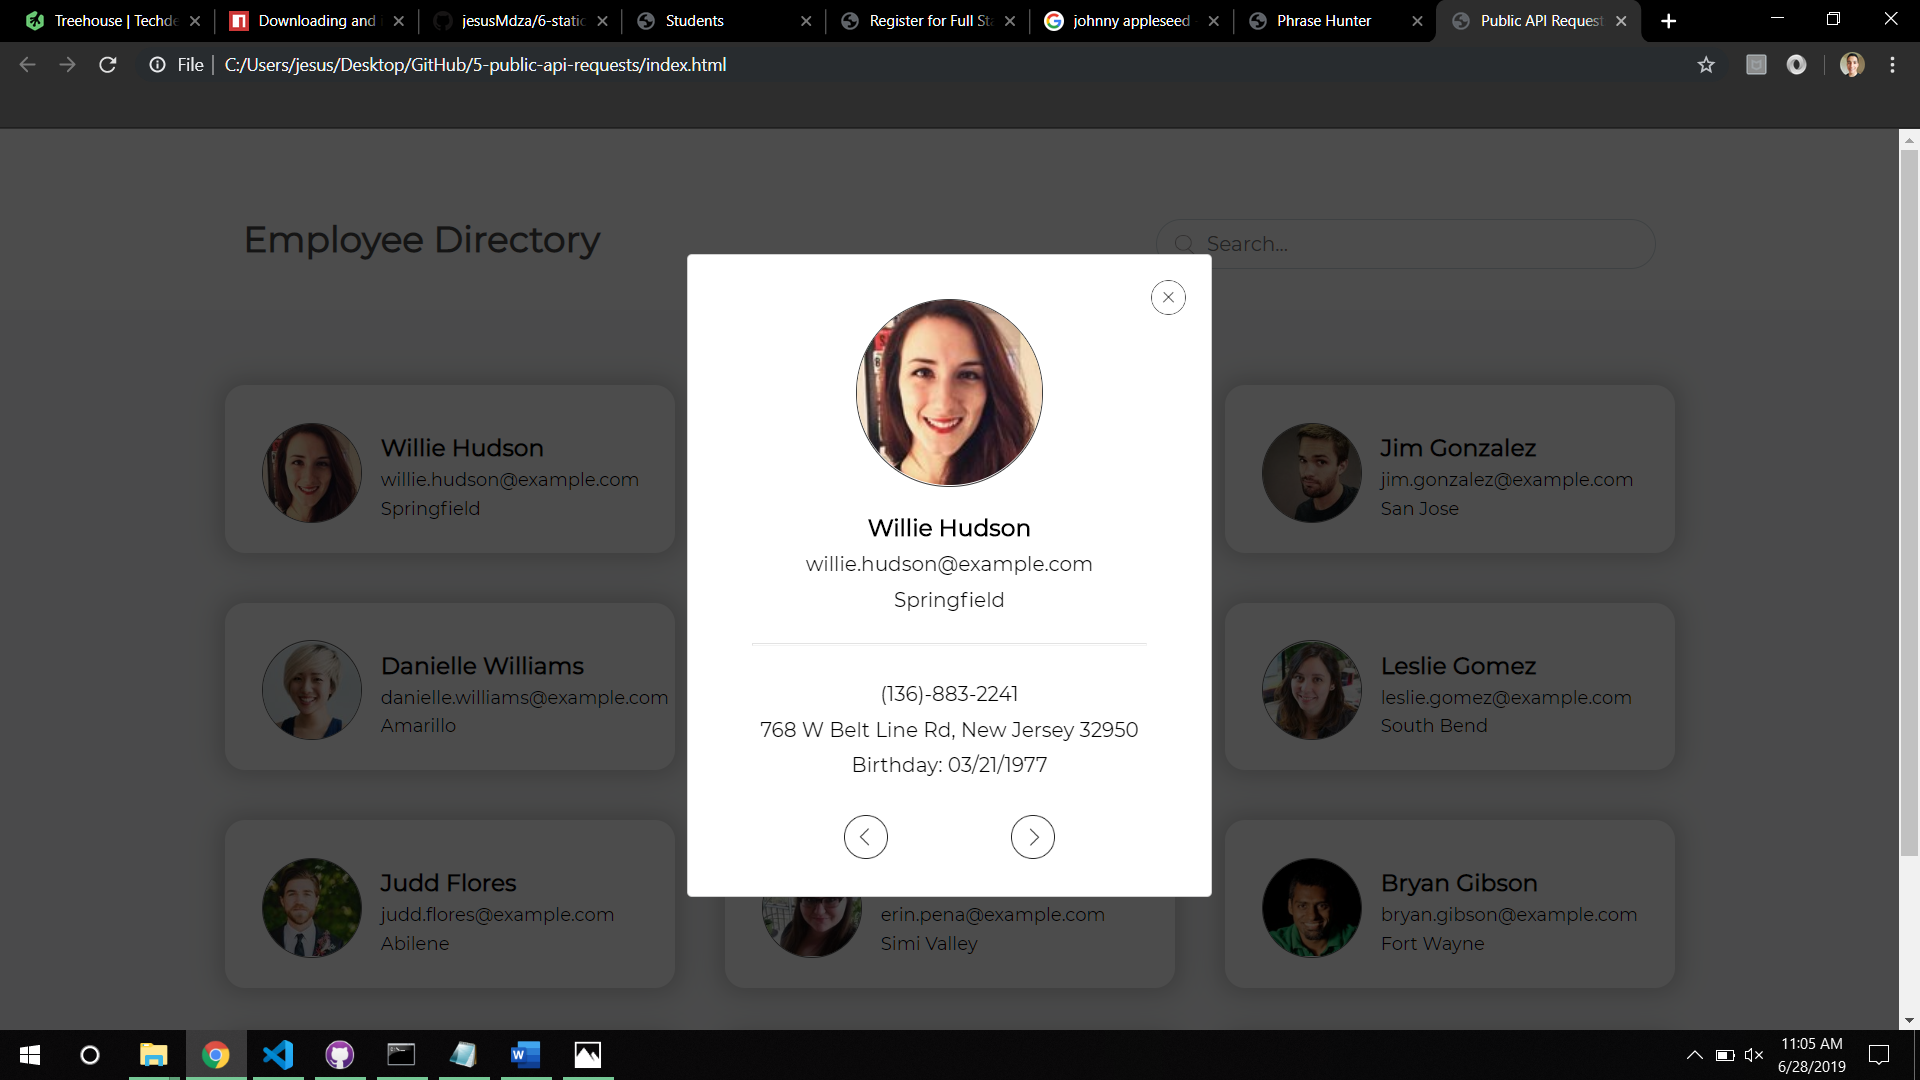 Treehouse | Techde
Downloading and i
jesusMdza/6-static
Students
Register for Full Sta
johnny appleseed
Phrase Hunter
Public API Request
File
C:/Users/jesus/Desktop/GitHub/5-public-api-requests/index.html
Employee Directory
Search...
Willie Hudson
willie.hudson@example.com
Springfield
Jim Gonzalez
jim.gonzalez@example.com
San Jose
Danielle Williams
danielle.williams@example.com
Amarillo
Leslie Gomez
leslie.gomez@example.com
South Bend
Judd Flores
judd.flores@example.com
Abilene
erin.pena@example.com
Simi Valley
Bryan Gibson
bryan.gibson@example.com
Fort Wayne
Willie Hudson
willie.hudson@example.com
Springfield
(136)-883-2241
768 W Belt Line Rd, New Jersey 32950
Birthday: 03/21/1977
11:05 AM
6/28/2019